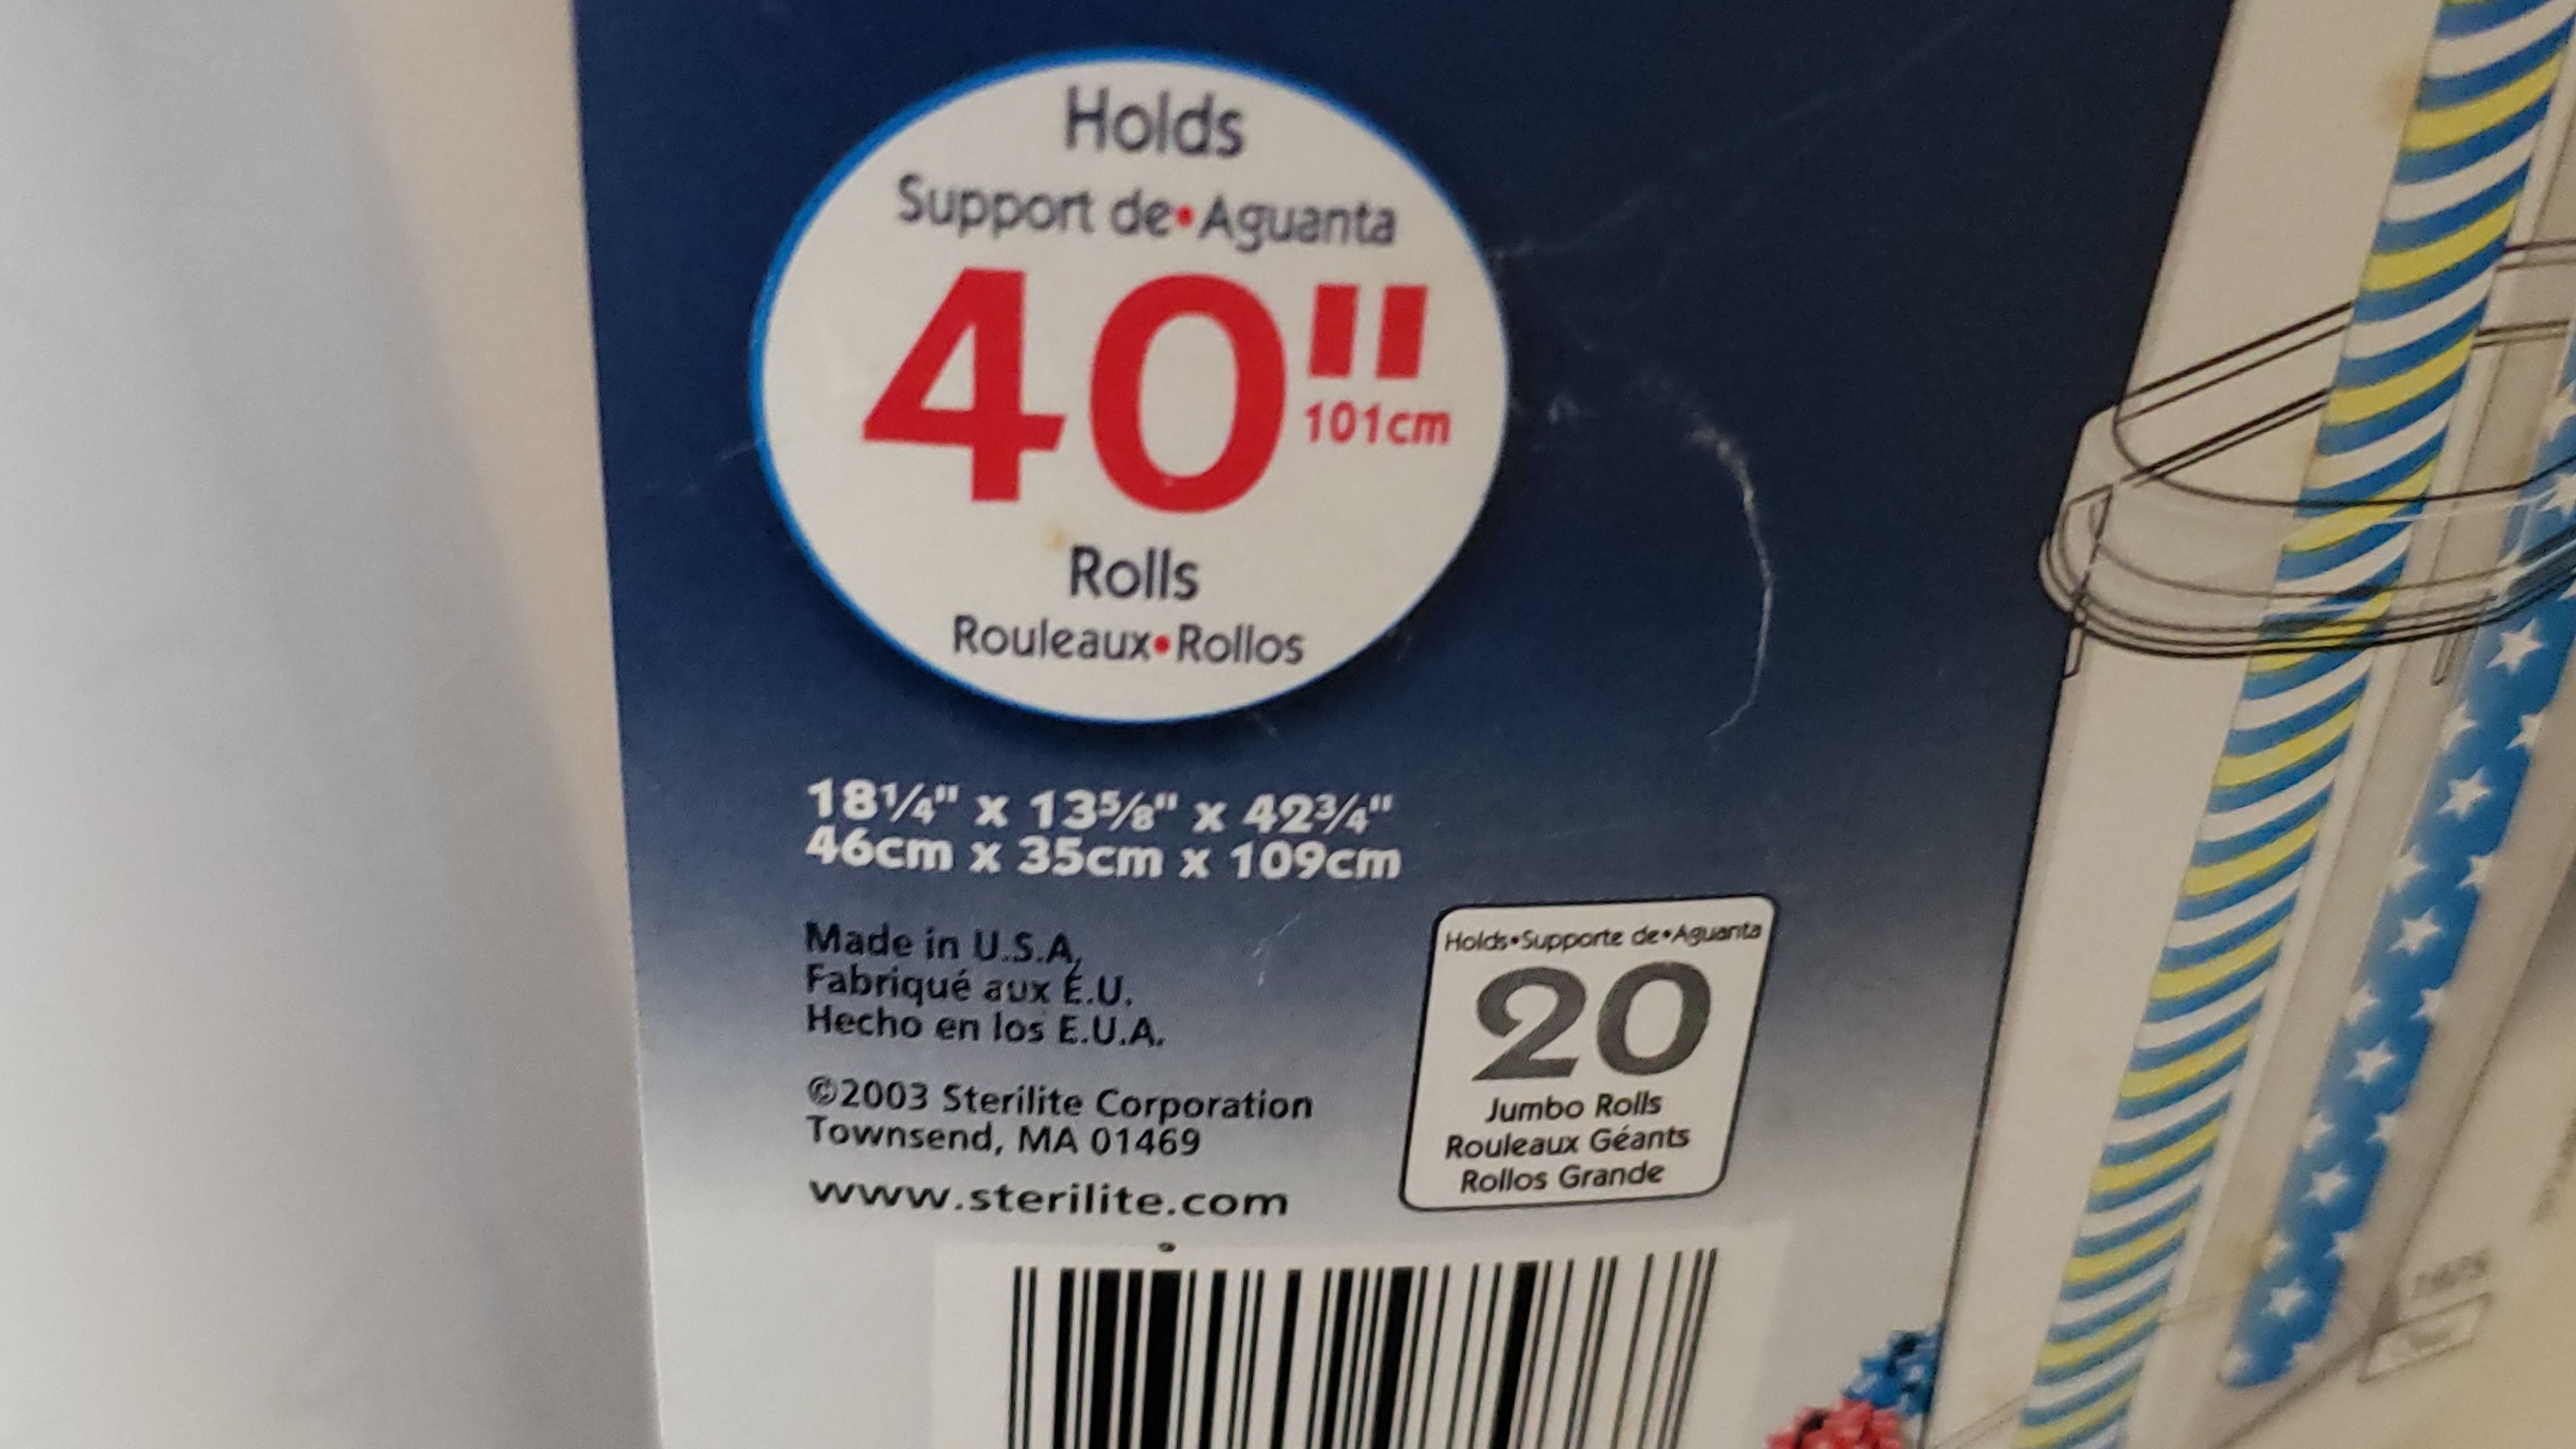 Holds
Support de•Aguanta
40"
101cm
Rolls
Rouleaux•Rollos
18¼" x 13⅝" x 42¾"
46cm x 35cm x 109cm
Made in U.S.A.
Fabriqué aux É.U.
Hecho en los E.U.A.
©2003 Sterilite Corporation
Townsend, MA 01469
www.sterilite.com
Holds•Supporte de•Aguanta
20
Jumbo Rolls
Rouleaux Géants
Rollos Grande